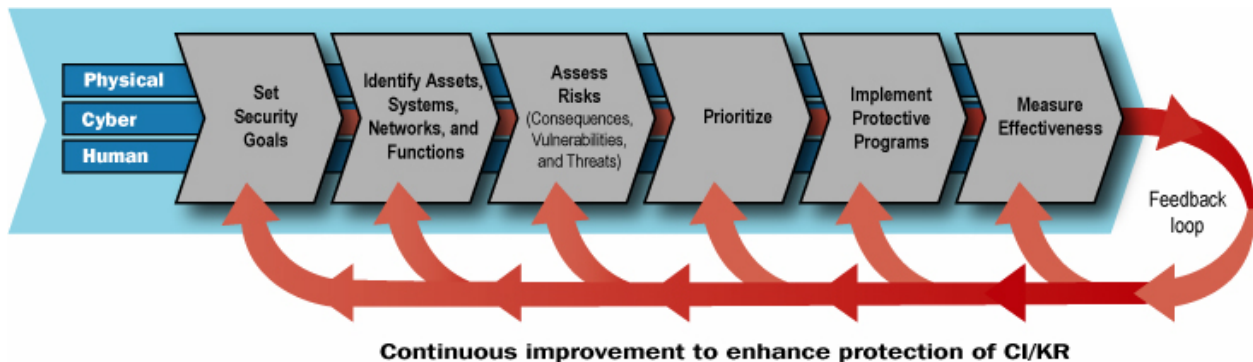 Physical
Cyber
Human
Set
Security
Goals
Identify Assets,
Systems,
Networks, and
Functions
Assess
Risks
(Consequences,
Vulnerabilities,
and Threats)
Prioritize
Implement
Protective
Programs
Measure
Effectiveness
Feedback
loop
Continuous improvement to enhance protection of CI/KR